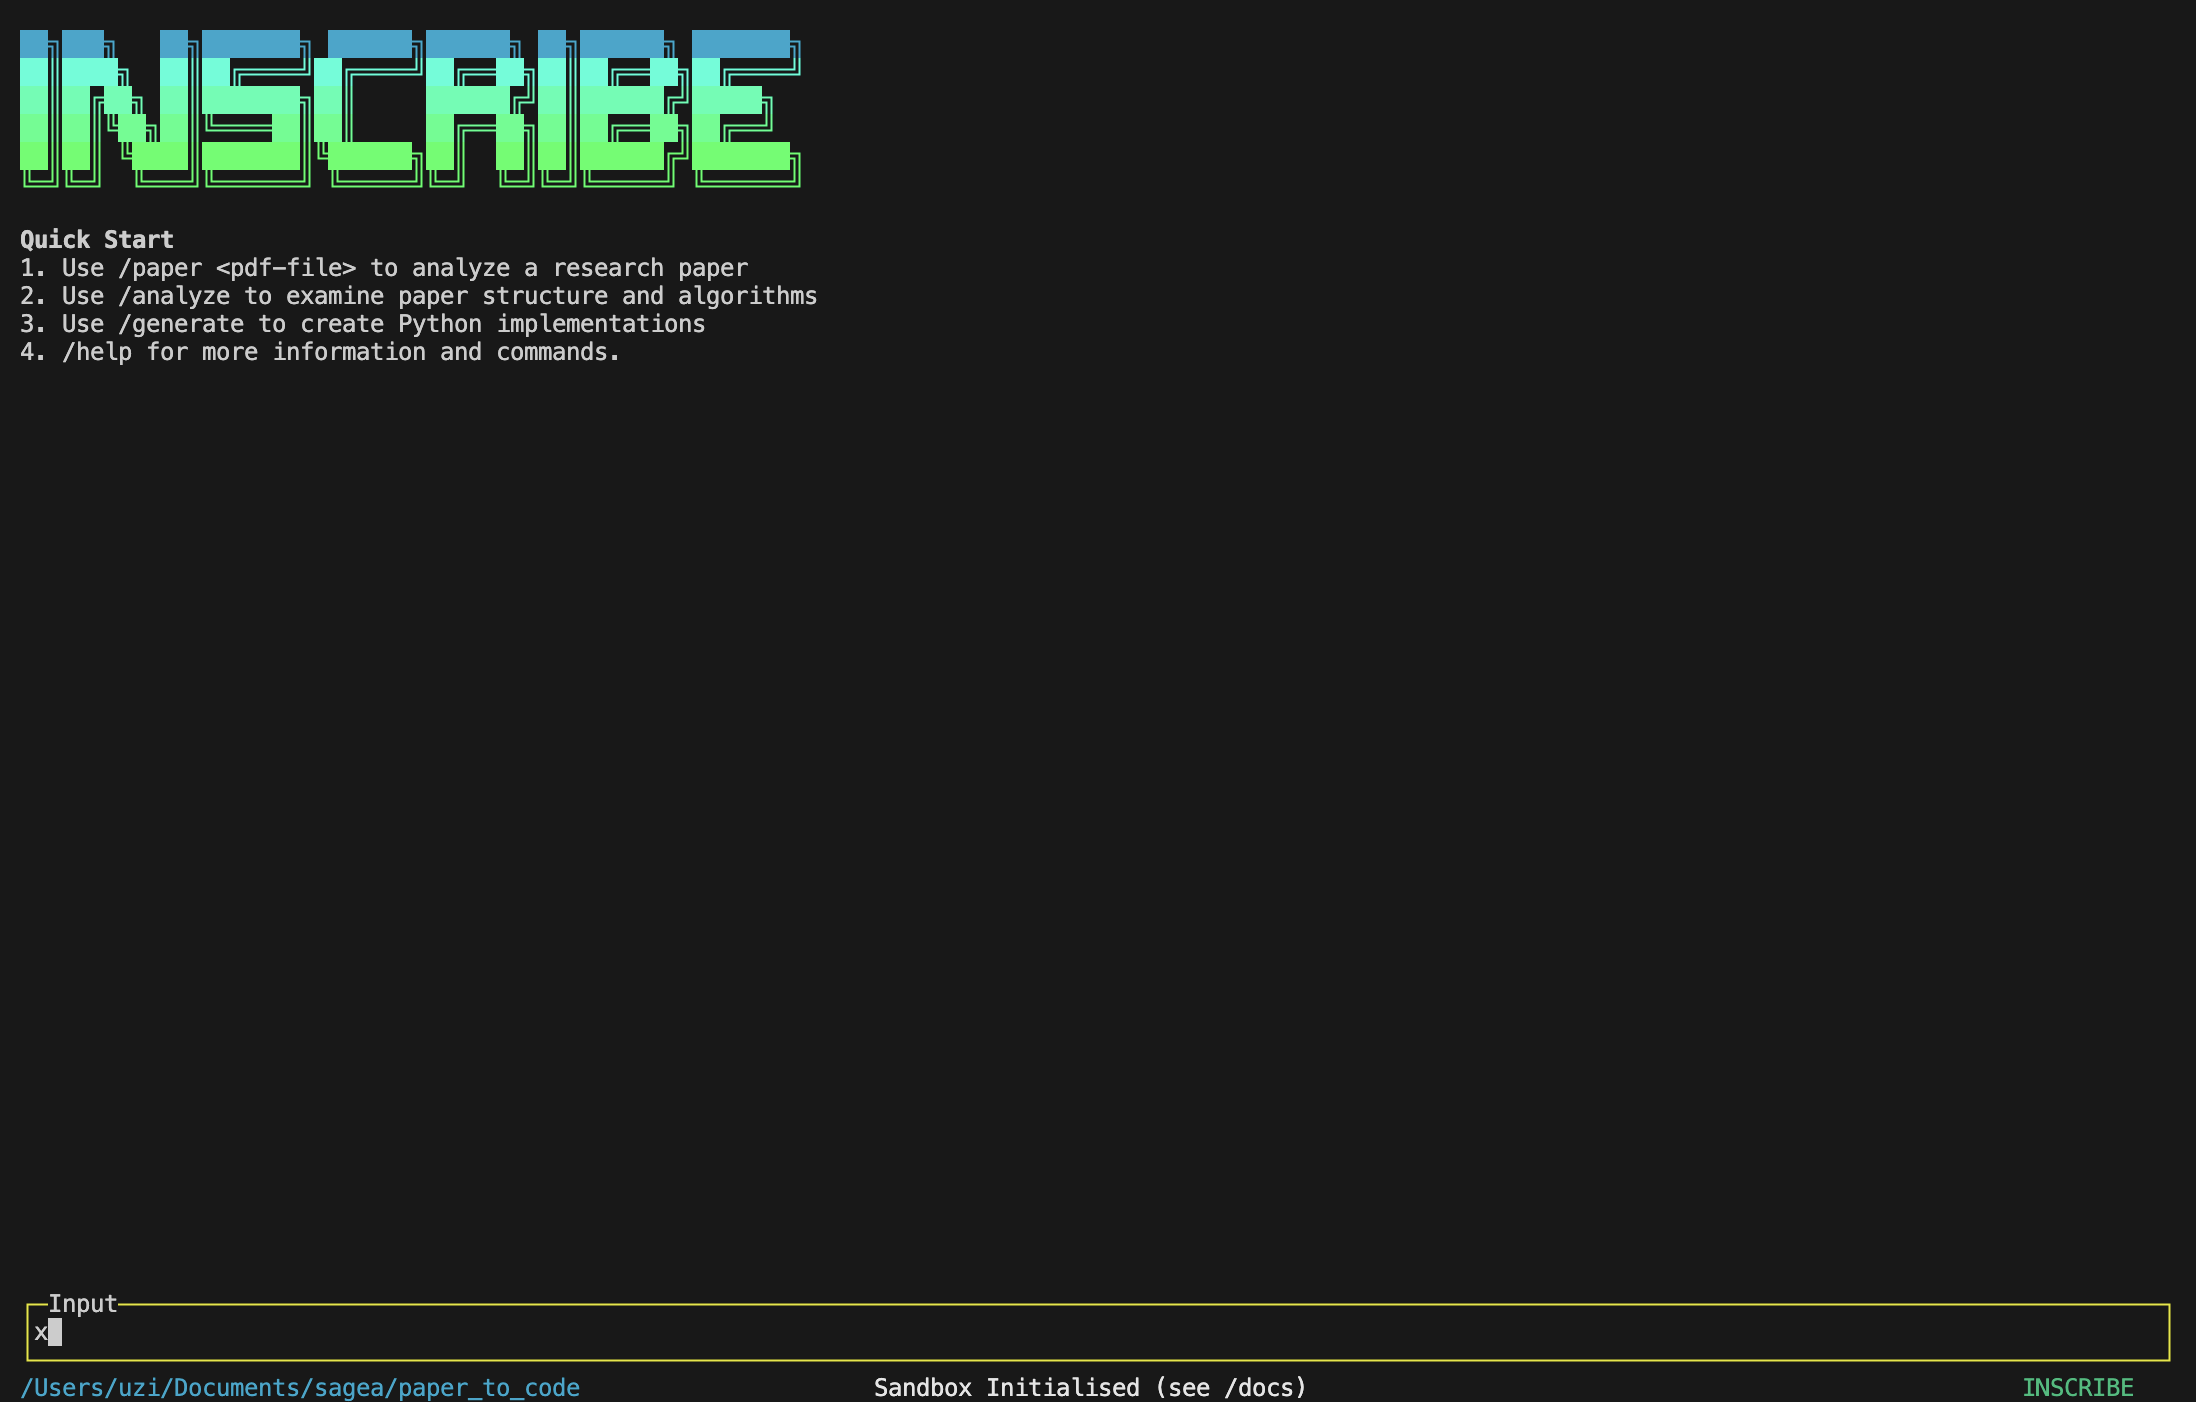 INSCRIBE
Quick Start
1. Use /paper <pdf-file> to analyze a research paper
2. Use /analyze to examine paper structure and algorithms
3. Use /generate to create Python implementations
4. /help for more information and commands.
Input
x
/Users/uzi/Documents/sagea/paper_to_code Sandbox Initialised (see /docs) INSCRIBE